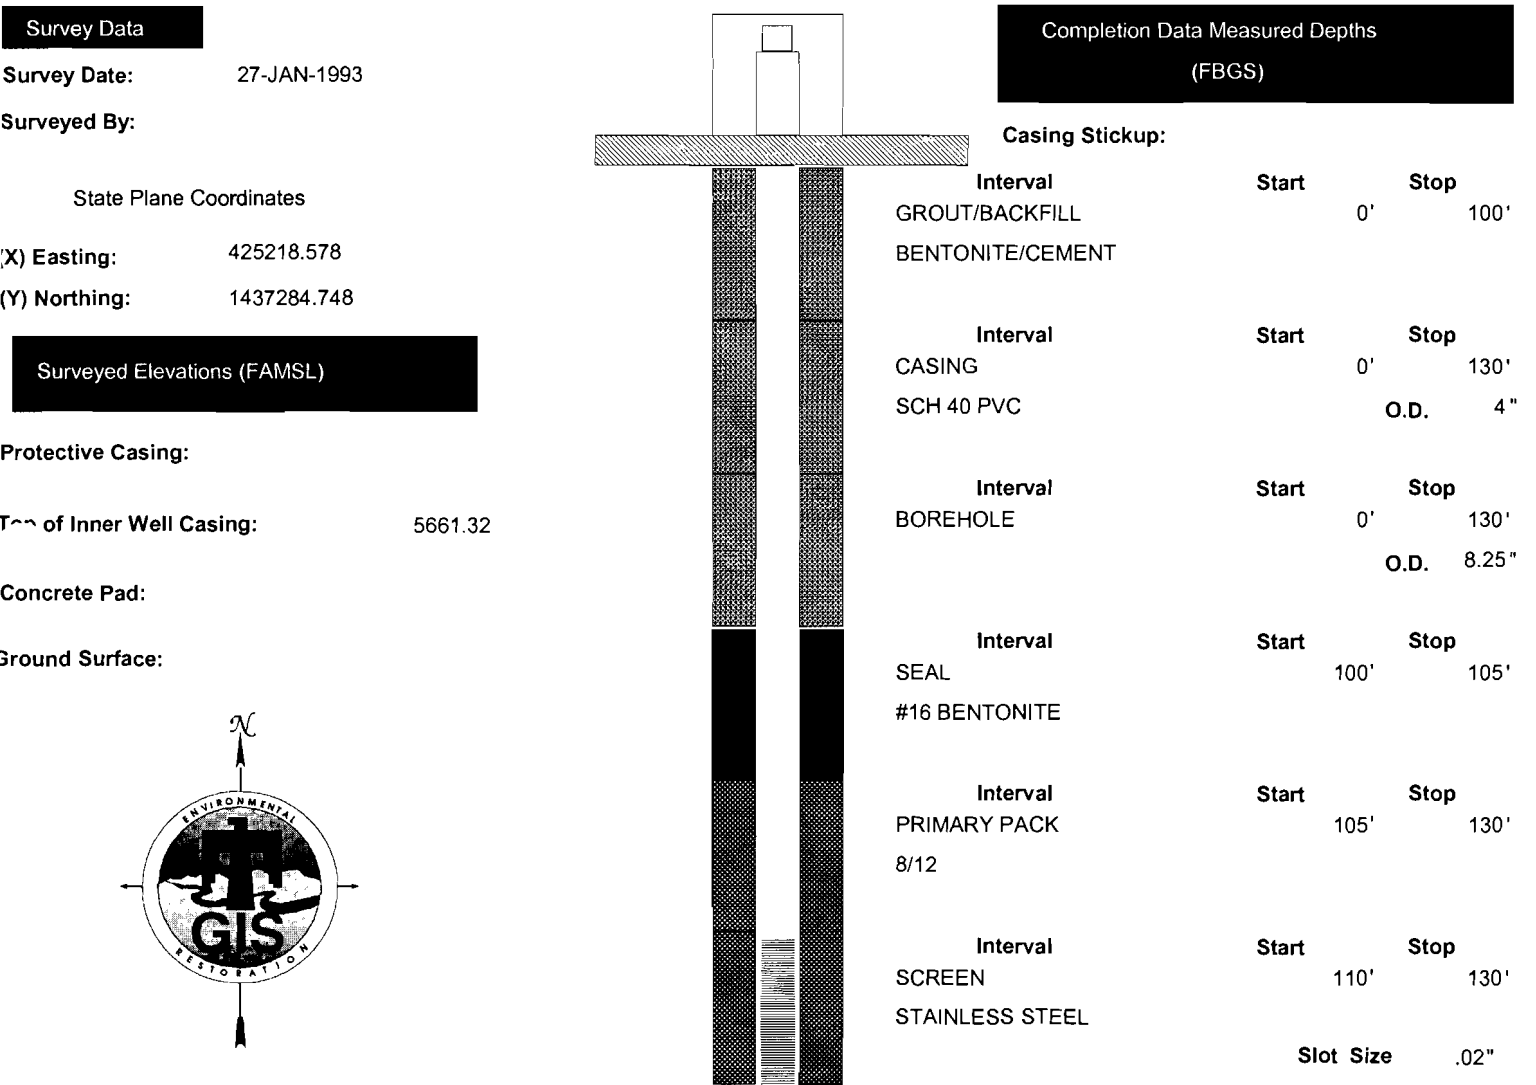 Survey Data
Survey Date: 27-JAN-1993
Surveyed By:
State Plane Coordinates
(X) Easting: 425218.578
(Y) Northing: 1437284.748
Surveyed Elevations (FAMSL)
Protective Casing:
of Inner Well Casing: 5661.32
Concrete Pad:
Ground Surface:
N
ENVIRONMENTAL
GIS
RESTORATION
Completion Data Measured Depths
(FBGS)
Casing Stickup:
Interval Start Stop
GROUT/BACKFILL 0' 100'
BENTONITE/CEMENT
Interval Start Stop
CASING 0' 130'
SCH 40 PVC O.D. 4"
Interval Start Stop
BOREHOLE 0' 130'
O.D. 8.25"
Interval Start Stop
SEAL 100' 105'
#16 BENTONITE
Interval Start Stop
PRIMARY PACK 105' 130'
8/12
Interval Start Stop
SCREEN 110' 130'
STAINLESS STEEL
Slot Size .02"